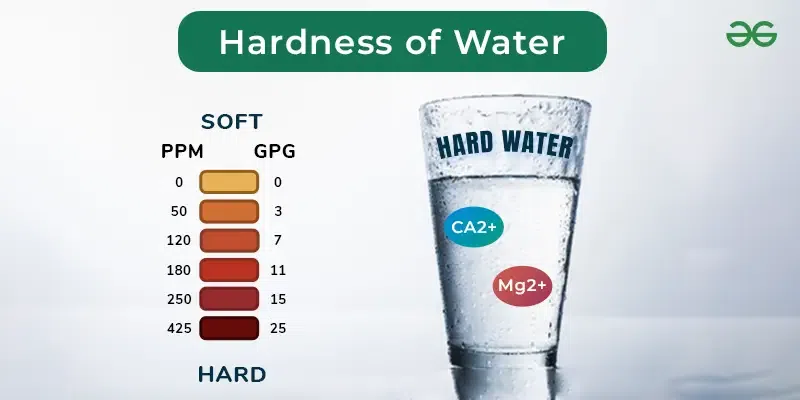 Hardness of Water
SOFT
PPM GPG
0 0
50 3
120 7
180 11
250 15
425 25
HARD
HARD WATER
CA2+
Mg2+